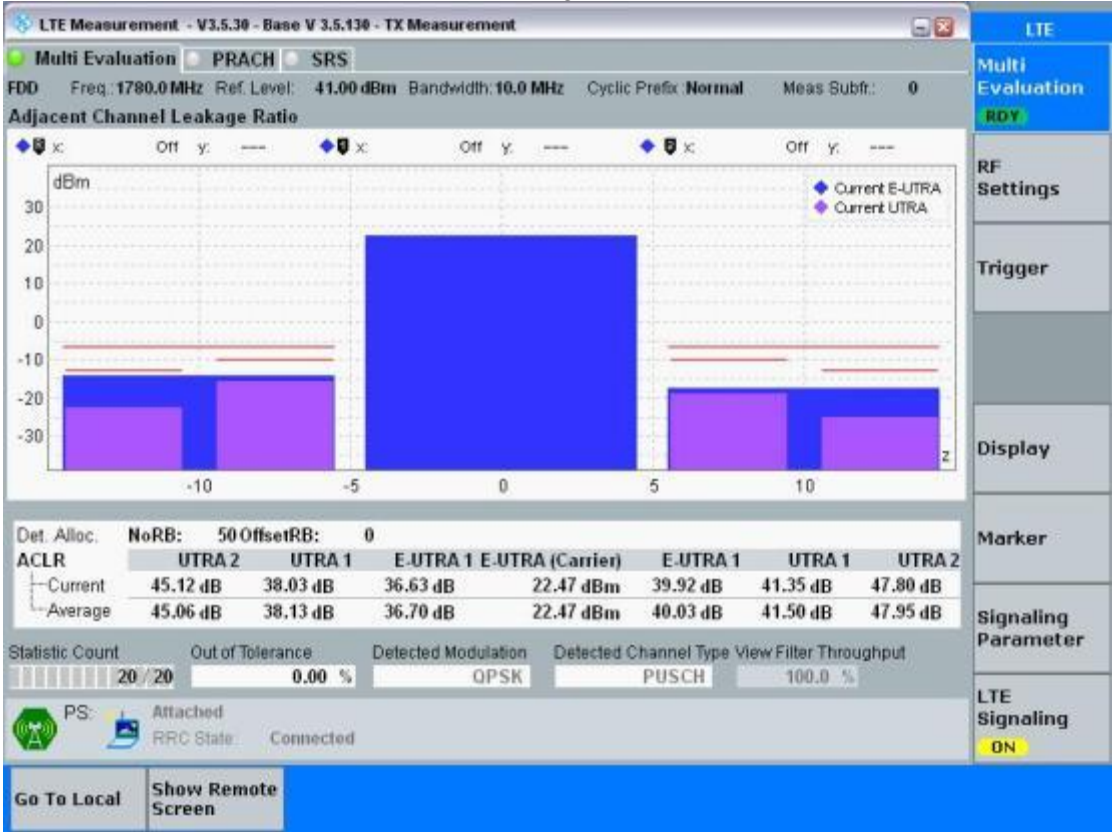 LTE Measurement - V3.5.30 - Base V 3.5.130 - TX Measurement
LTE
Multi Evaluation PRACH SRS
Multi Evaluation
RDY
FDD Freq.: 1780.0 MHz Ref. Level: 41.00 dBm Bandwidth: 10.0 MHz Cyclic Prefix: Normal Meas Subfr.: 0
Adjacent Channel Leakage Ratio
x: Off y: --- x: Off y: --- x: Off y: ---
dBm
Current E-UTRA
Current UTRA
30
20
10
0
-10
-20
-30
z
-10 -5 0 5 10
RF
Settings
Trigger
Display
Marker
Signaling
Parameter
LTE
Signaling
ON
Det. Alloc. NoRB: 50 OffsetRB: 0
ACLR UTRA 2 UTRA 1 E-UTRA 1 E-UTRA (Carrier) E-UTRA 1 UTRA 1 UTRA 2
Current 45.12 dB 38.03 dB 36.63 dB 22.47 dBm 39.92 dB 41.35 dB 47.80 dB
Average 45.06 dB 38.13 dB 36.70 dB 22.47 dBm 40.03 dB 41.50 dB 47.95 dB
Statistic Count Out of Tolerance Detected Modulation Detected Channel Type View Filter Throughput
20 / 20 0.00 % QPSK PUSCH 100.0 %
PS: Attached
RRC State: Connected
Go To Local
Show Remote
Screen